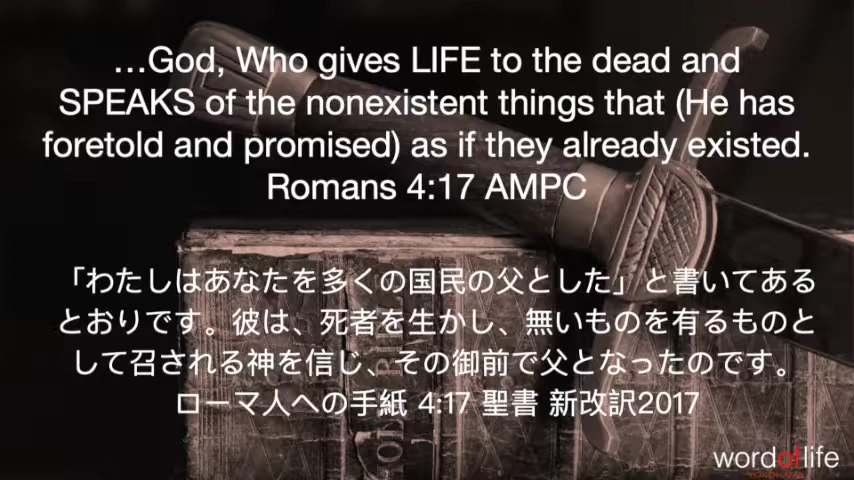 …God, Who gives LIFE to the dead and
SPEAKS of the nonexistent things that (He has
foretold and promised) as if they already existed.
Romans 4:17 AMPC
「わたしはあなたを多くの国民の父とした」と書いてある
とおりです。彼は、死者を生かし、無いものを有るものと
して召される神を信じ、その御前で父となったのです。
ローマ人への手紙 4:17 聖書 新改訳2017
wordoflife